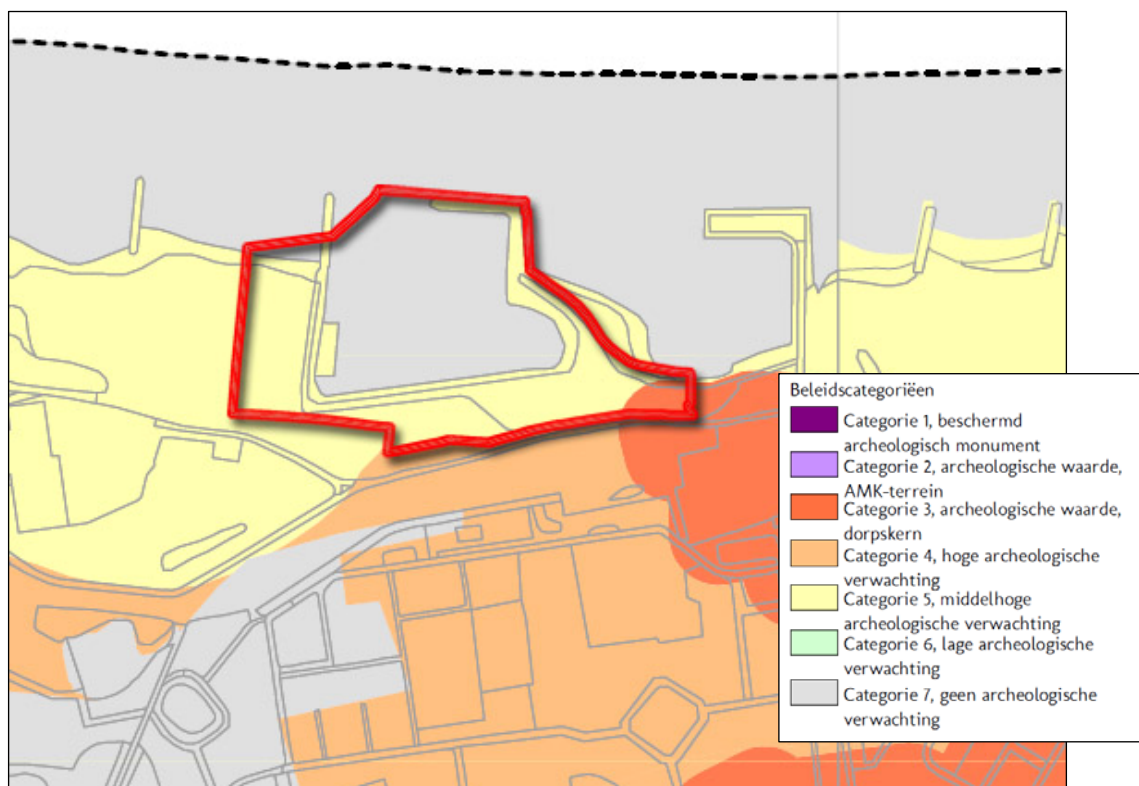 Beleidscategoriëen
Categorie 1, beschermd
archeologisch monument
Categorie 2, archeologische waarde,
AMK-terrein
Categorie 3, archeologische waarde,
dorpskern
Categorie 4, hoge archeologische
verwachting
Categorie 5, middelhoge
archeologische verwachting
Categorie 6, lage archeologische
verwachting
Categorie 7, geen archeologische
verwachting